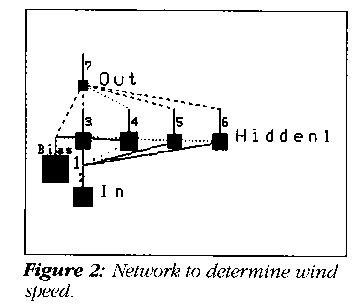 7
Out
3 4 5 6
Hidden1
Bias
1
2
In
Figure 2: Network to determine wind
speed.